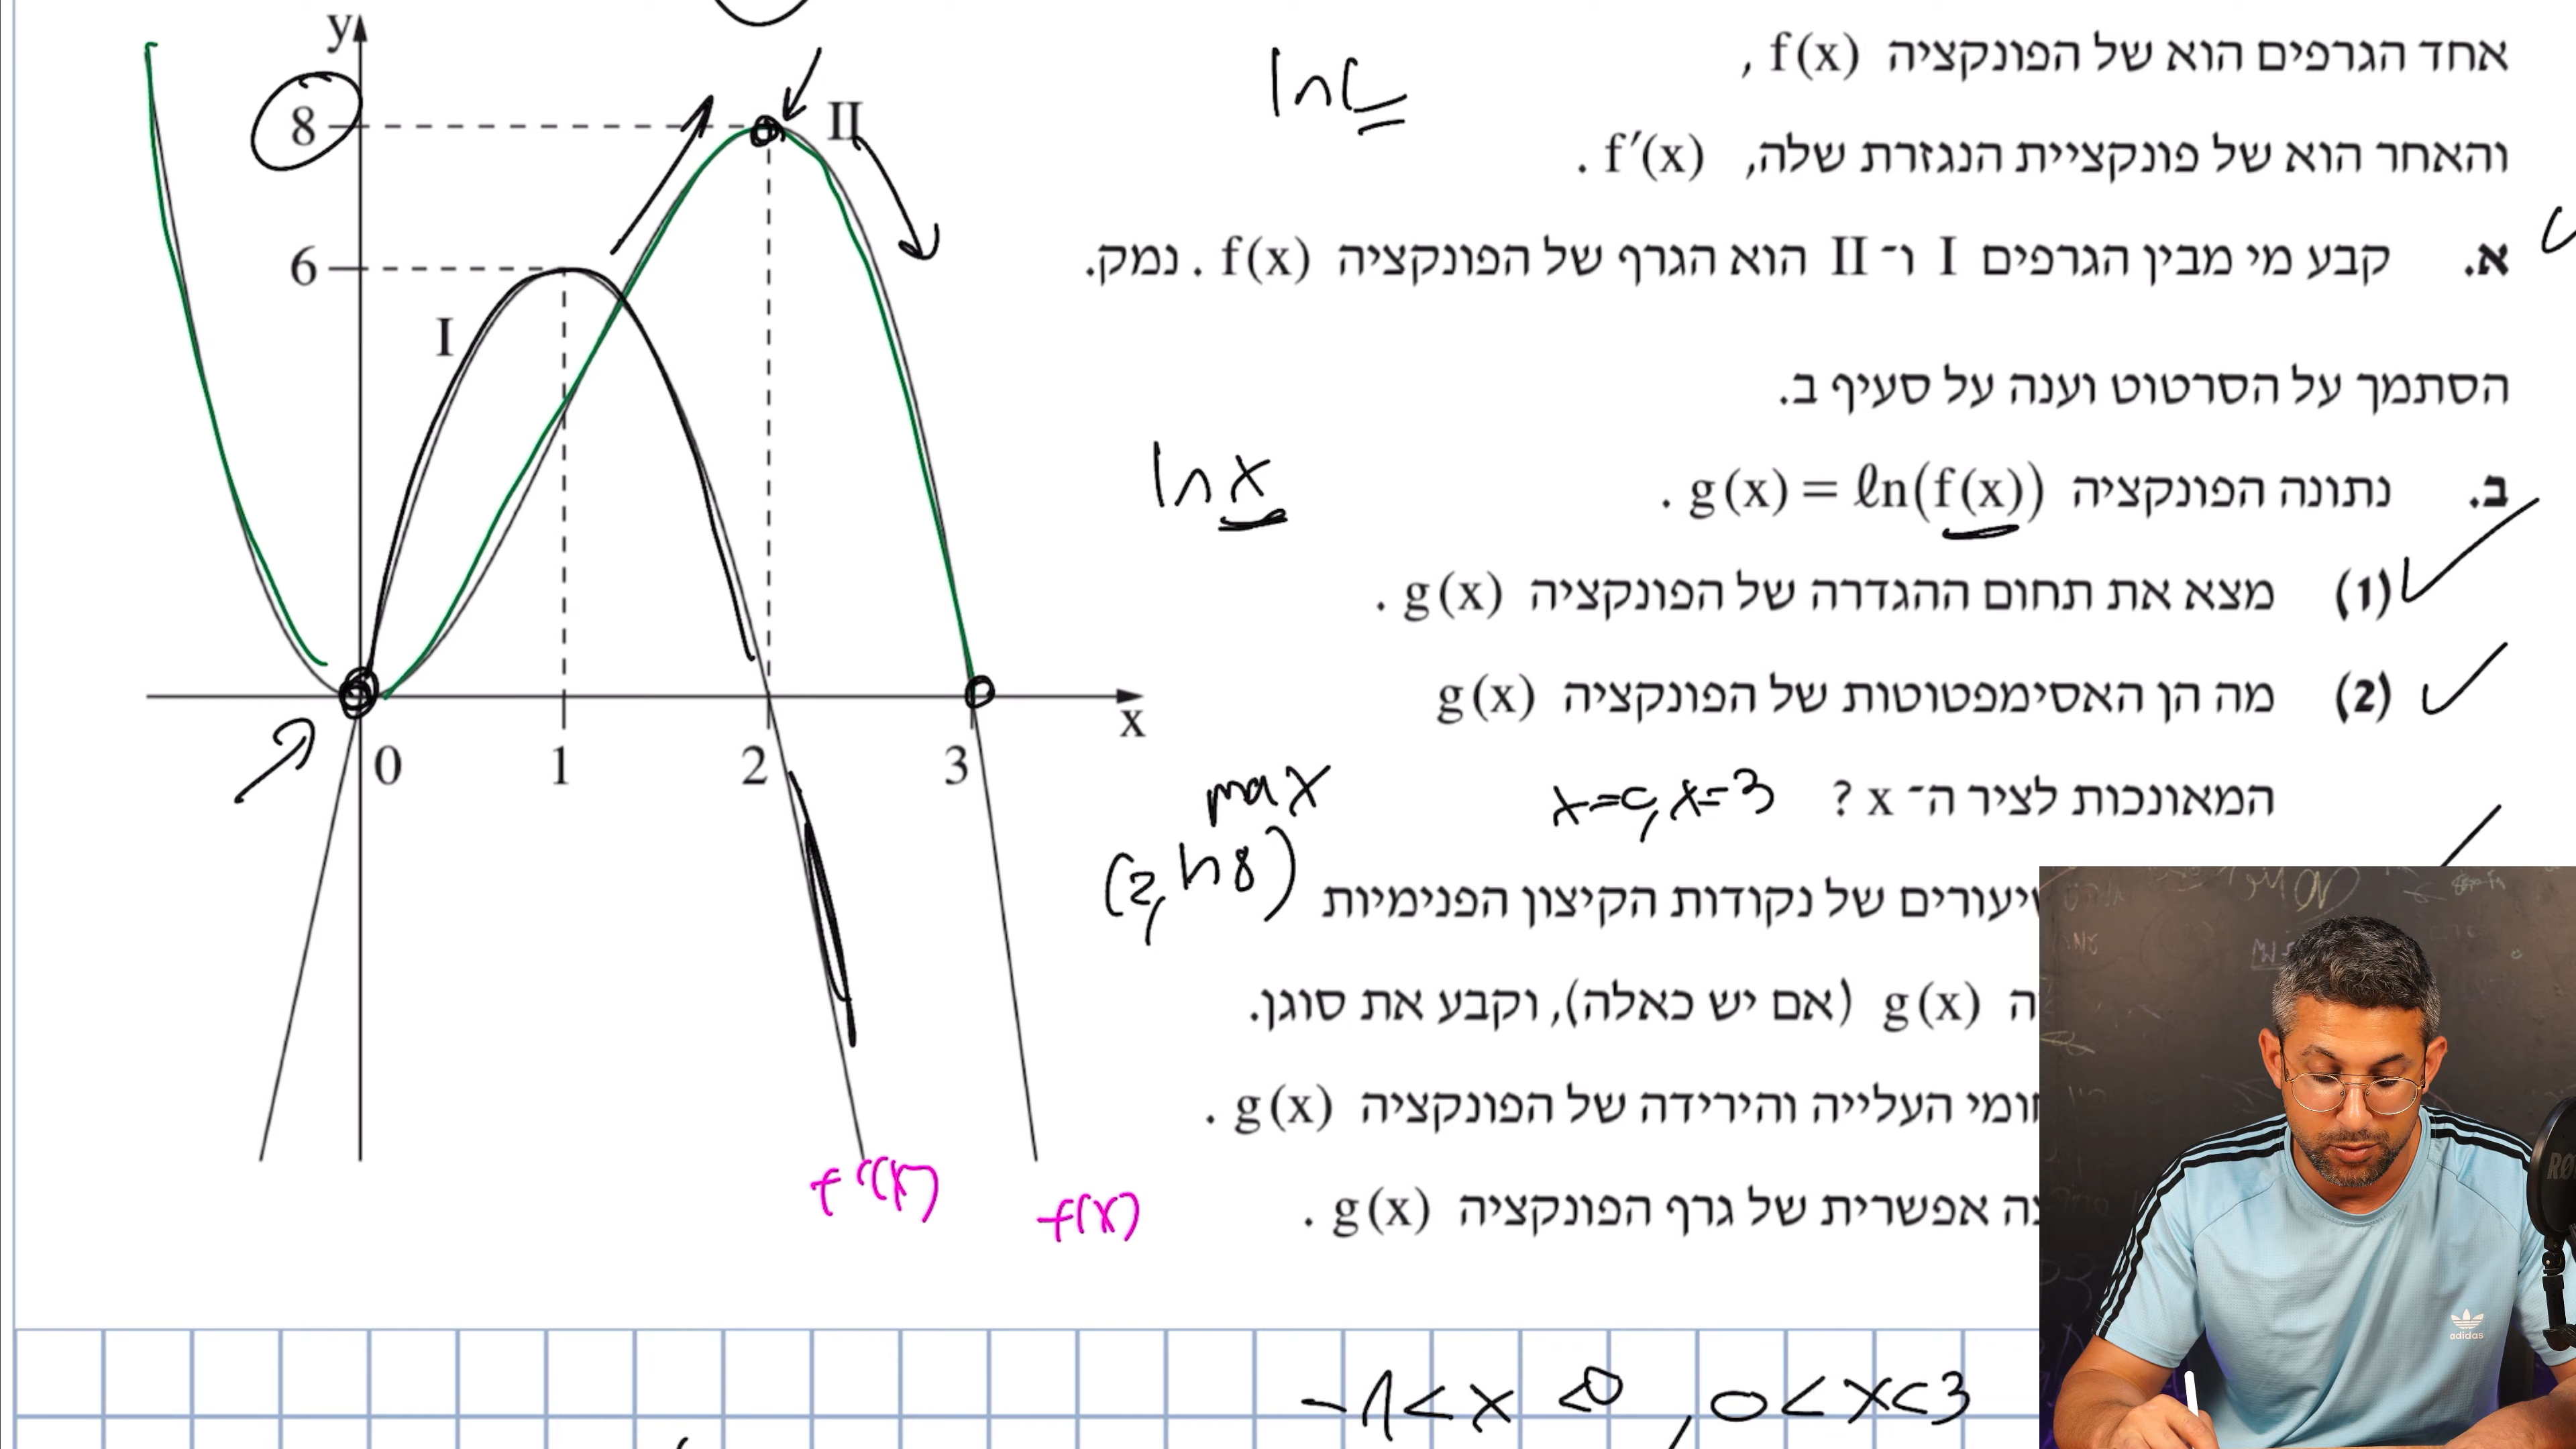 אחד הגרפים הוא של הפונקציה f(x) ,
והאחר הוא של פונקציית הנגזרת שלה, f′(x) .
א. קבע מי מבין הגרפים I ו־ II הוא הגרף של הפונקציה f(x) . נמק.
הסתמך על הסרטוט וענה על סעיף ב.
ב. נתונה הפונקציה g(x) = ℓn(f(x)) .
ln x
(1) מצא את תחום ההגדרה של הפונקציה g(x) .
(2) מה הן האסימפטוטות של הפונקציה g(x)
המאונכות לציר ה־ x ? x=0, x=3
max
(2, ln8)
יעורים של נקודות הקיצון הפנימיות
ה g(x) (אם יש כאלה), וקבע את סוגן.
ומי העלייה והירידה של הפונקציה g(x) .
צה אפשרית של גרף הפונקציה g(x) .
y
8
II
6
I
0 1 2 3 x
f'(x)
f(x)
-1<x<0 , 0<x<3
adidas